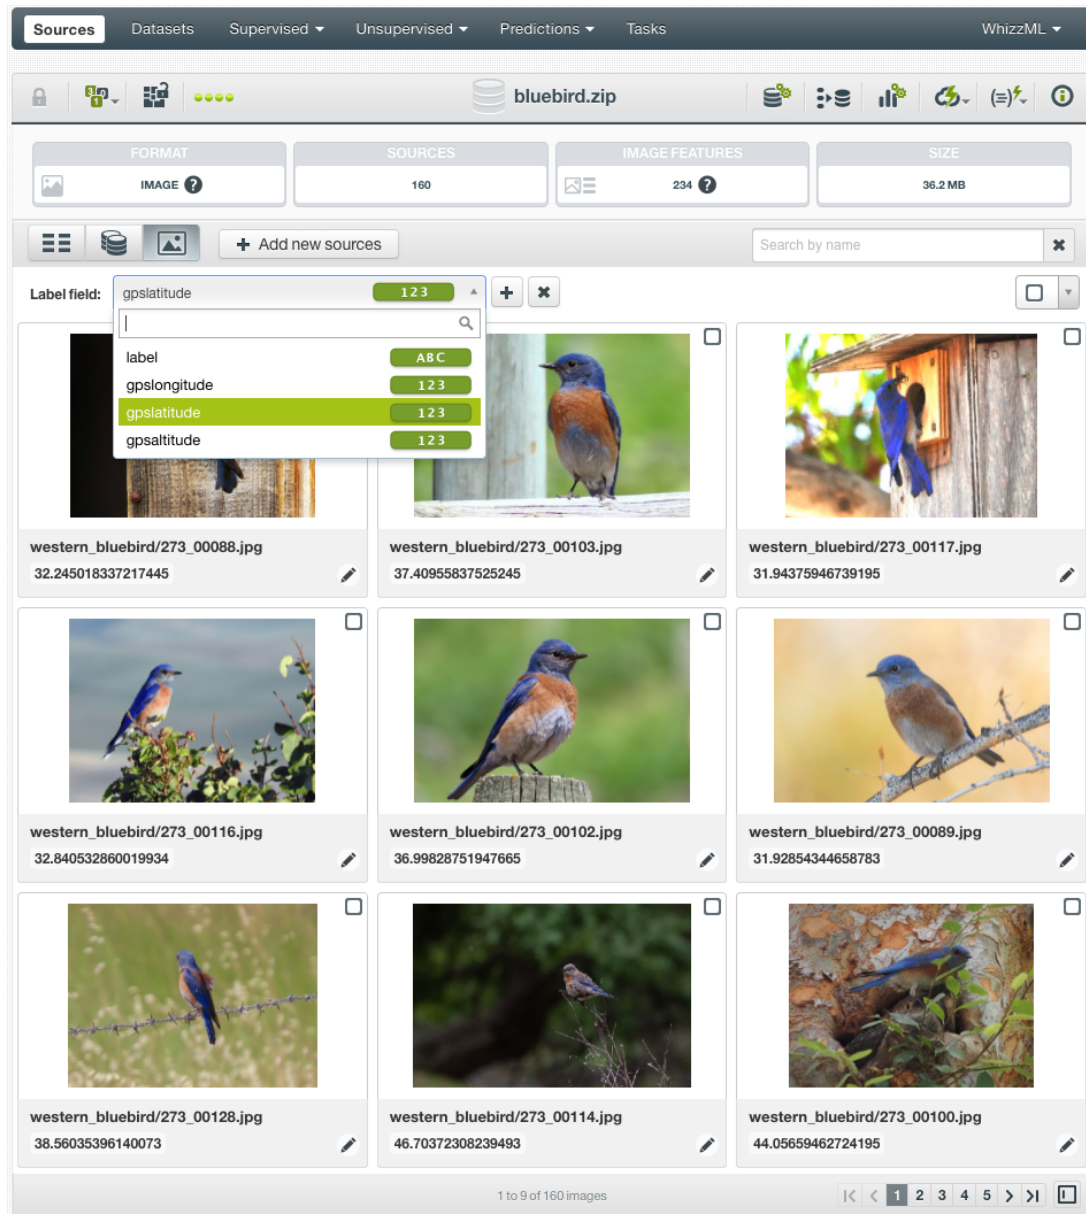 Sources Datasets Supervised Unsupervised Predictions Tasks WhizzML
bluebird.zip
FORMAT SOURCES IMAGE FEATURES SIZE
IMAGE ? 160 234 ? 36.2 MB
+ Add new sources Search by name
Label field: gpslatitude 123
label ABC
gpslongitude 123
gpslatitude 123
gpsaltitude 123
western_bluebird/273_00088.jpg western_bluebird/273_00103.jpg western_bluebird/273_00117.jpg
32.245018337217445 37.40955837525245 31.94375946739195
western_bluebird/273_00116.jpg western_bluebird/273_00102.jpg western_bluebird/273_00089.jpg
32.840532860019934 36.99828751947665 31.92854344658783
western_bluebird/273_00128.jpg western_bluebird/273_00114.jpg western_bluebird/273_00100.jpg
38.56035396140073 46.70372308239493 44.05659462724195
1 to 9 of 160 images 1 2 3 4 5